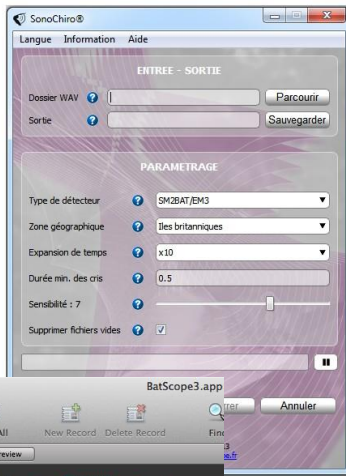 SonoChiro®
Langue Information Aide
ENTREE - SORTIE
Dossier WAV ? Parcourir
Sortie ? Sauvegarder
PARAMETRAGE
Type de détecteur ? SM2BAT/EM3
Zone géographique ? Iles britanniques
Expansion de temps ? x10
Durée min. des cris ? 0.5
Sensibilité : 7 ?
Supprimer fichiers vides ?
Annuler
BatScope3.app
New Record Delete Record